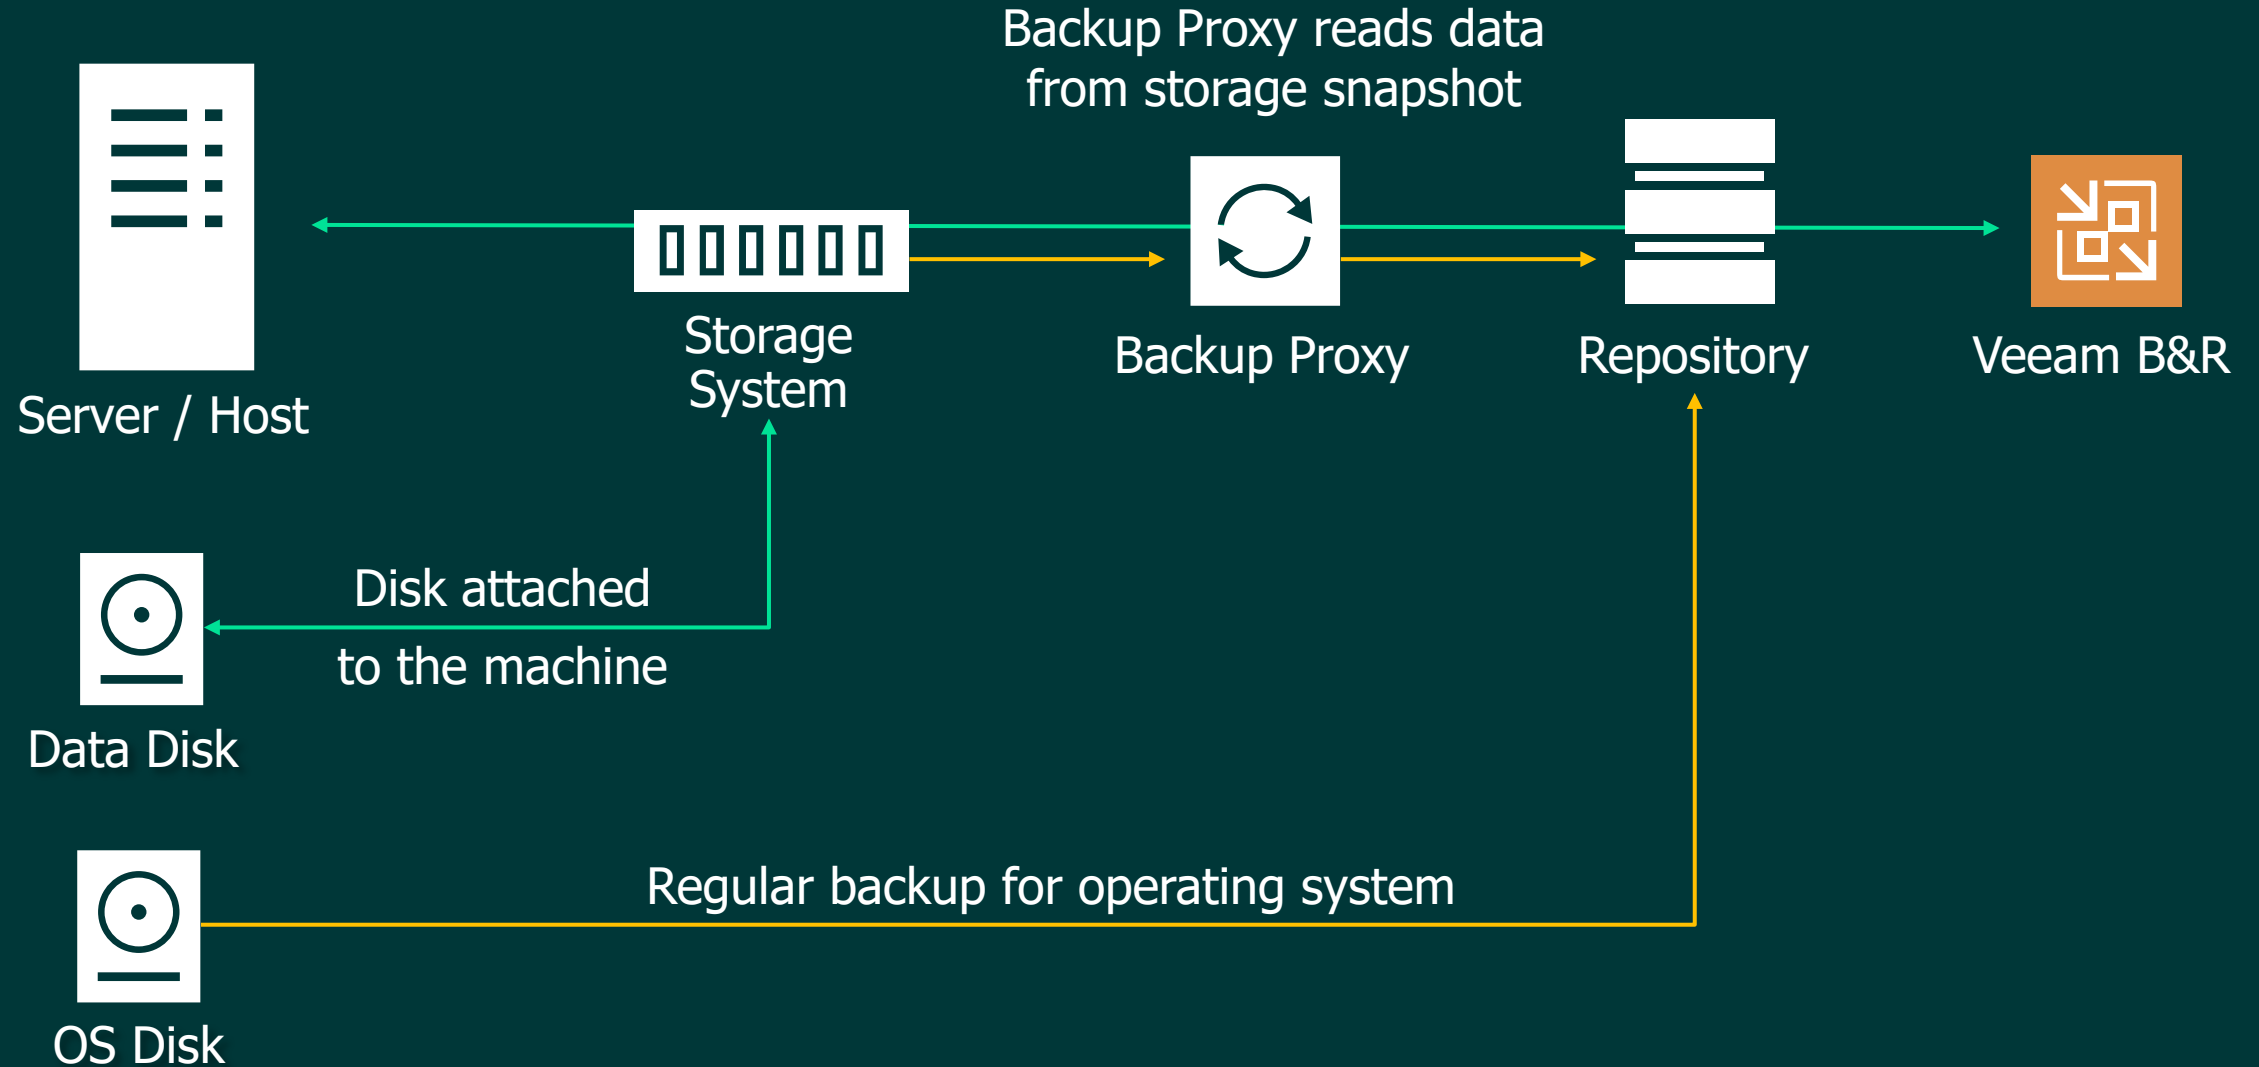 Backup Proxy reads data
from storage snapshot
Server / Host
Storage
System
Backup Proxy
Repository
Veeam B&R
Disk attached
to the machine
Data Disk
Regular backup for operating system
OS Disk